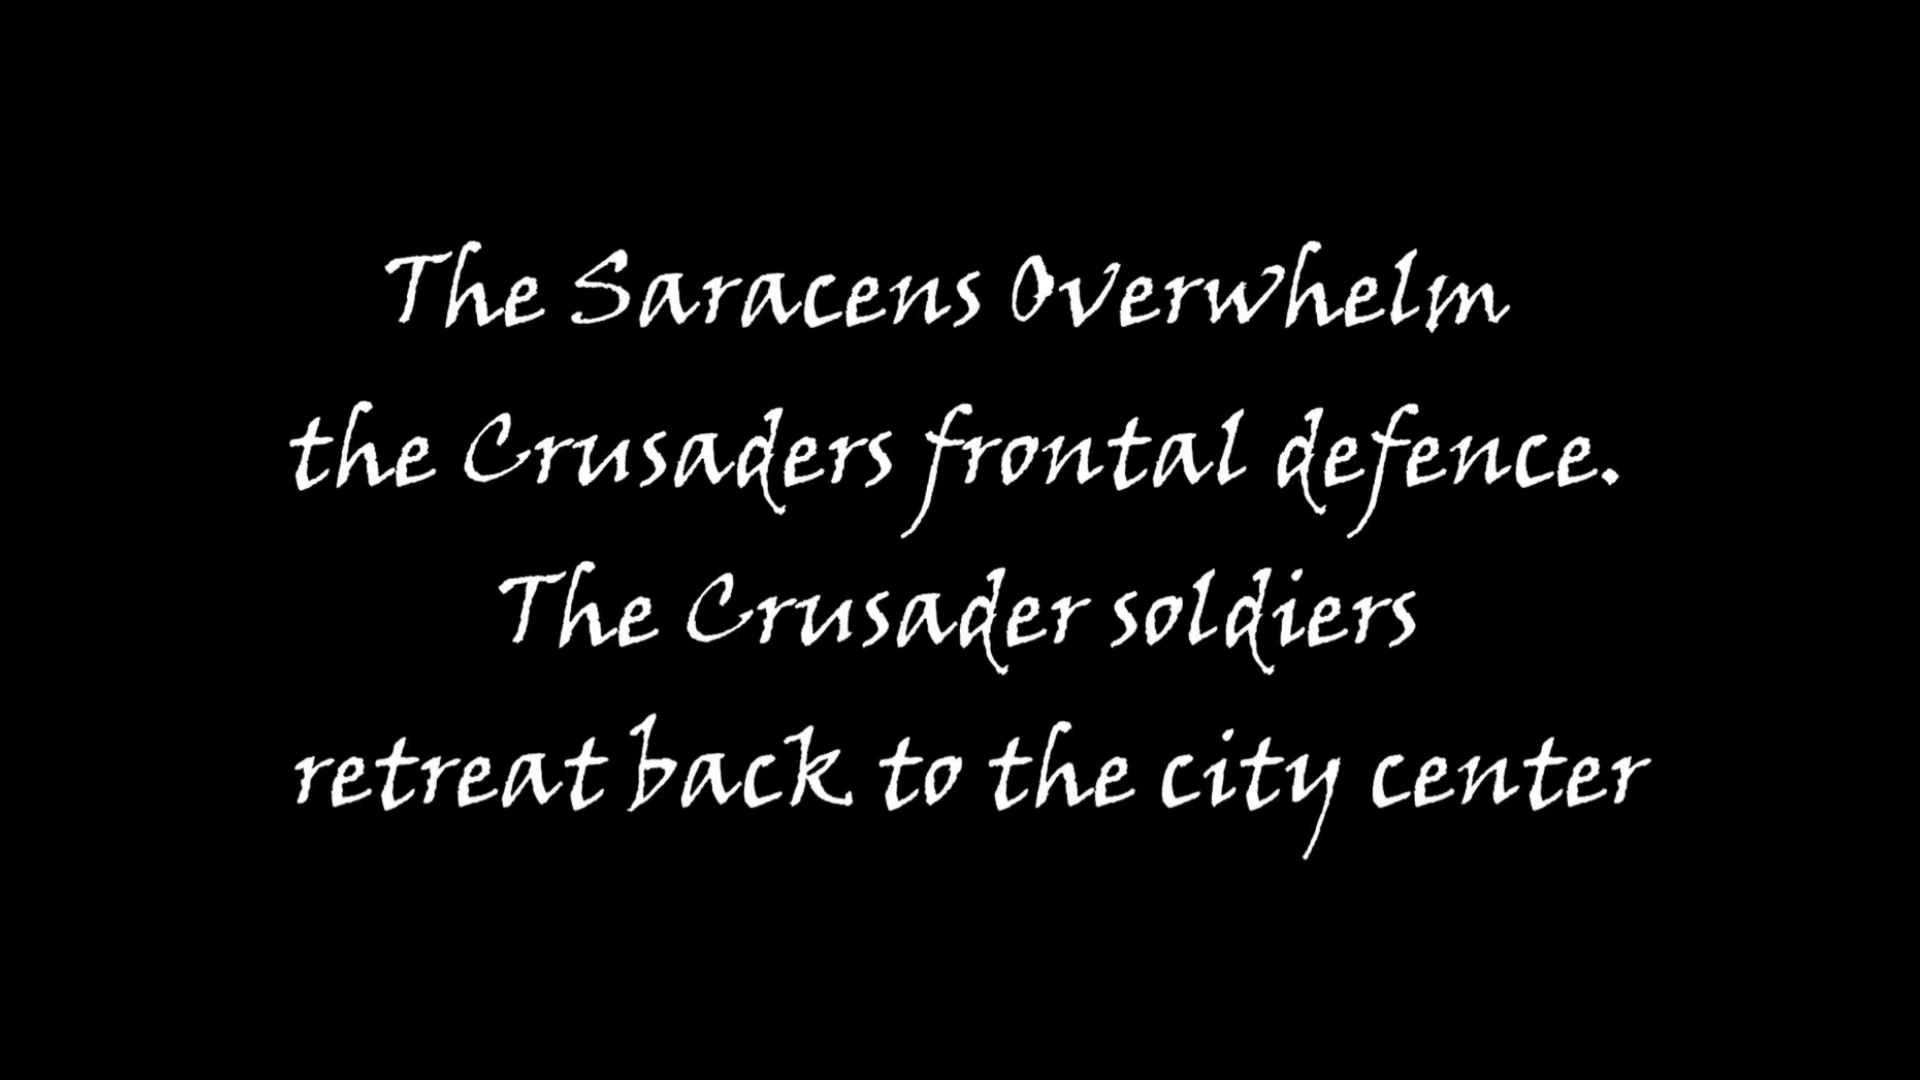 The Saracens Overwhelm
the Crusaders frontal defence.
The Crusader soldiers
retreat back to the city center